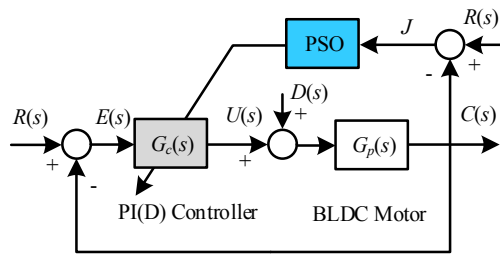 PSO
J
R(s)
+
-
R(s)
E(s)
U(s)
D(s)
C(s)
+
Gc(s)
+
+
Gp(s)
-
PI(D) Controller
BLDC Motor